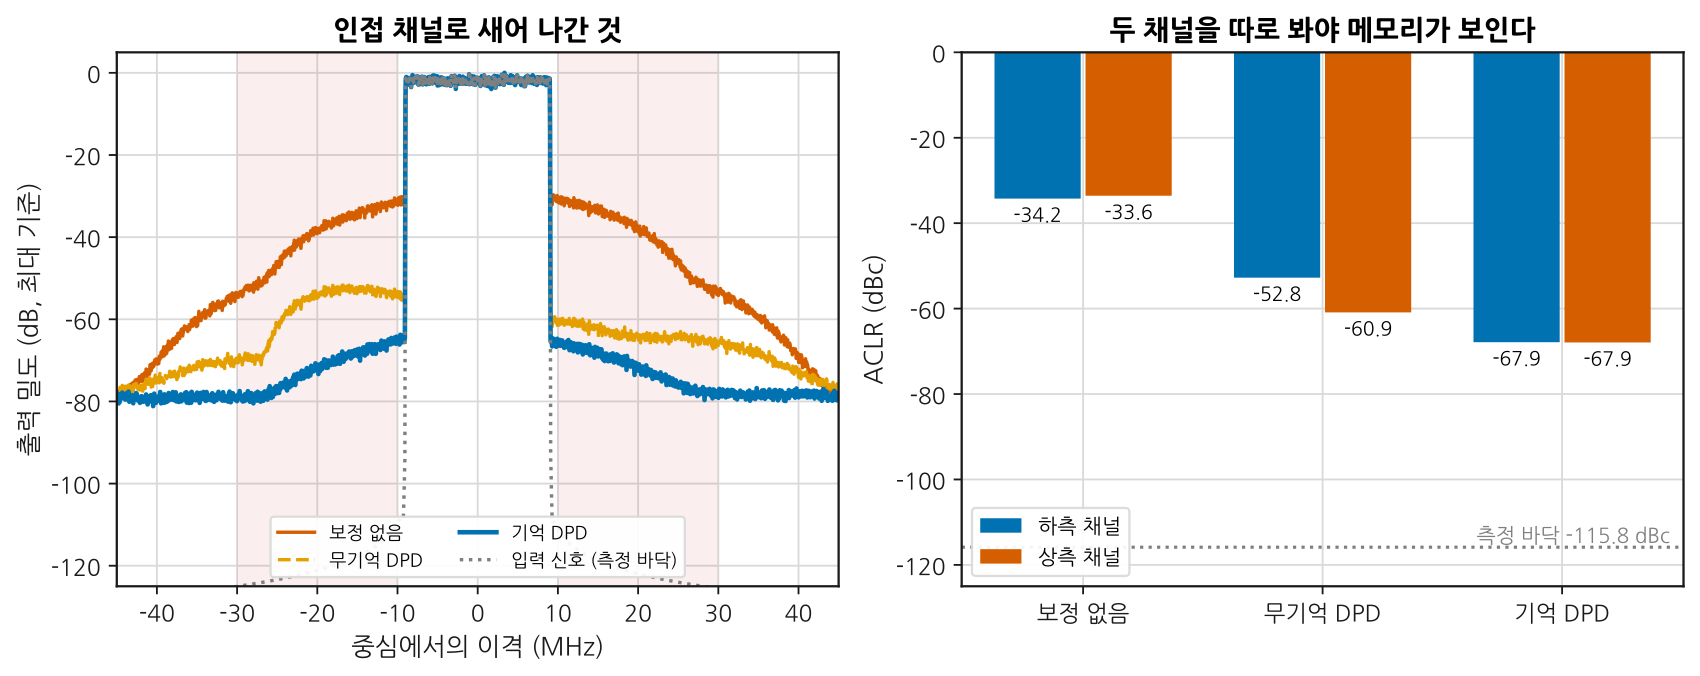 인접 채널로 새어 나간 것
출력 밀도 (dB, 최대 기준)
0
-20
-40
-60
-80
-100
-120
보정 없음
무기억 DPD
기억 DPD
입력 신호 (측정 바닥)
-40
-30
-20
-10
0
10
20
30
40
중심에서의 이격 (MHz)
두 채널을 따로 봐야 메모리가 보인다
ACLR (dBc)
0
-20
-40
-60
-80
-100
-120
-34.2
-33.6
-52.8
-60.9
-67.9
-67.9
측정 바닥 -115.8 dBc
하측 채널
상측 채널
보정 없음
무기억 DPD
기억 DPD